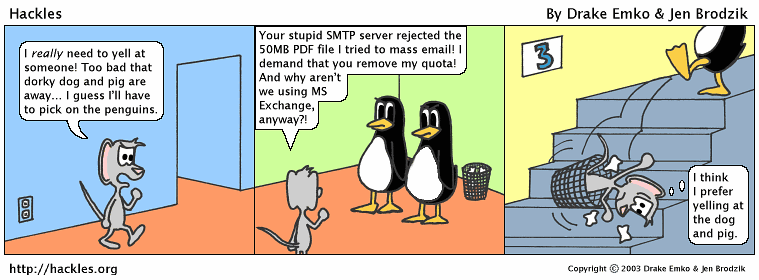 Hackles
By Drake Emko & Jen Brodzik
I really need to yell at
someone! Too bad that
dorky dog and pig are
away... I guess I'll have
to pick on the penguins.
Your stupid SMTP server rejected the
50MB PDF file I tried to mass email! I
demand that you remove my quota!
And why aren't
we using MS
Exchange,
anyway?!
3
I think
I prefer
yelling at
the dog
and pig.
http://hackles.org
Copyright © 2003 Drake Emko & Jen Brodzik